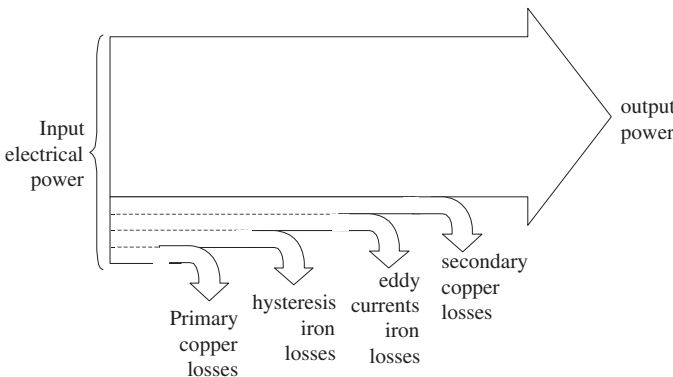 Input
electrical
power
output
power
Primary
copper
losses
hysteresis
iron
losses
eddy
currents
iron
losses
secondary
copper
losses